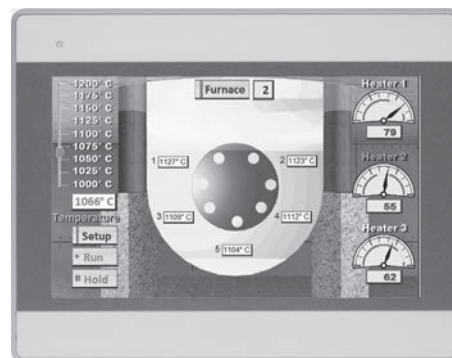 1200° C
1175° C
1150° C
1125° C
1100° C
1075° C
1050° C
1025° C
1000° C
1066° C
Temperature
Setup
Run
Hold
Furnace 2
1 1127° C
2 1123° C
3 1109° C
4 1112° C
5 1104° C
Heater 1
79
Heater 2
55
Heater 3
62